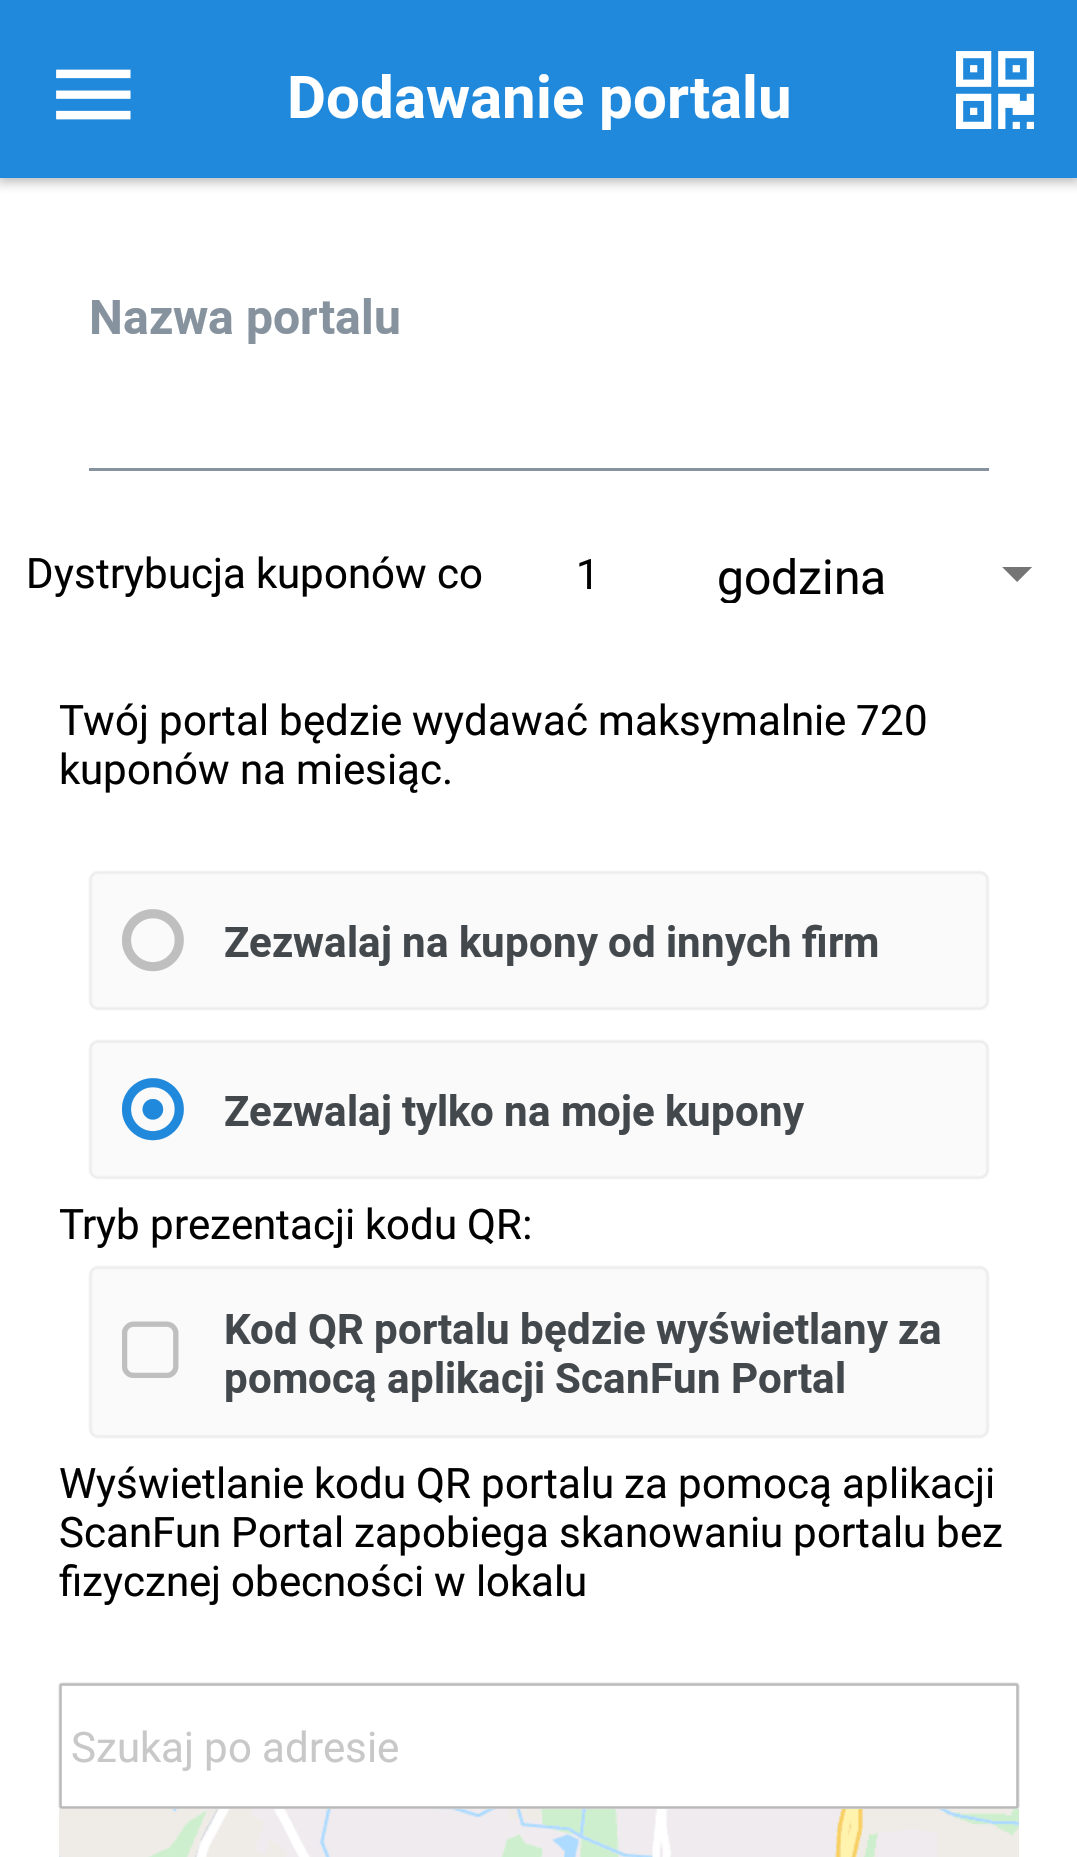 Dodawanie portalu
Nazwa portalu
Dystrybucja kuponów co 1 godzina
Twój portal będzie wydawać maksymalnie 720
kuponów na miesiąc.
Zezwalaj na kupony od innych firm
Zezwalaj tylko na moje kupony
Tryb prezentacji kodu QR:
Kod QR portalu będzie wyświetlany za
pomocą aplikacji ScanFun Portal
Wyświetlanie kodu QR portalu za pomocą aplikacji
ScanFun Portal zapobiega skanowaniu portalu bez
fizycznej obecności w lokalu
Szukaj po adresie